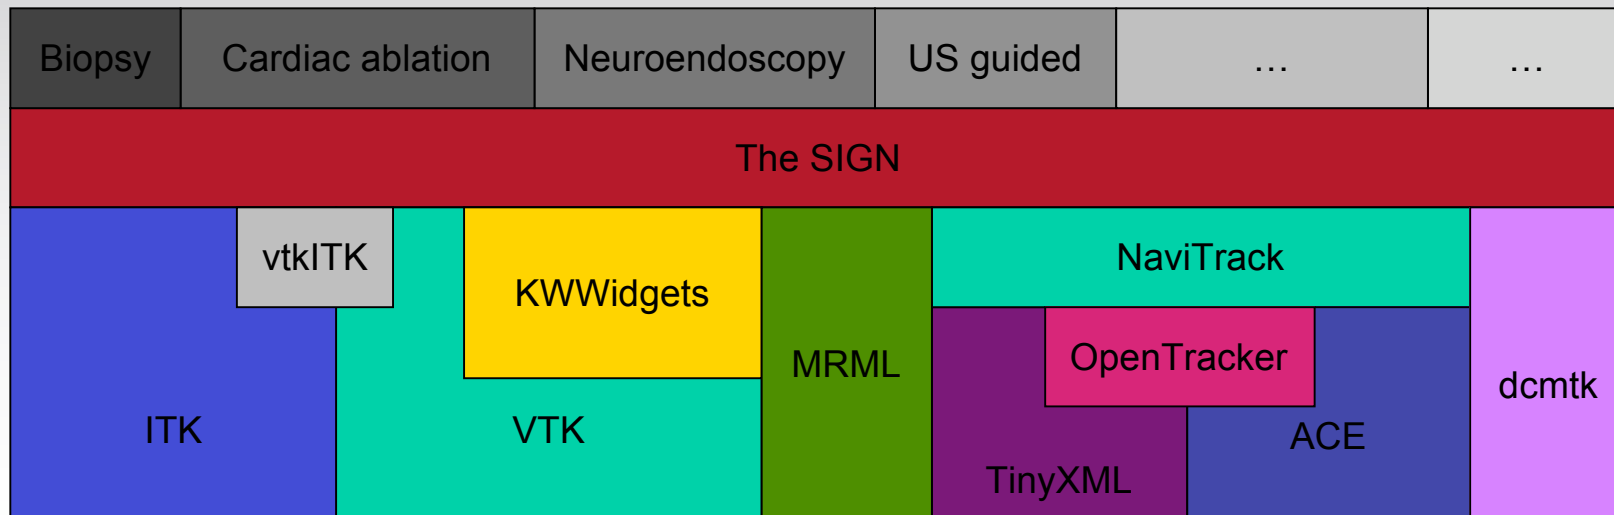 Biopsy
Cardiac ablation
Neuroendoscopy
US guided
…
…
The SIGN
vtkITK
KWWidgets
NaviTrack
MRML
OpenTracker
dcmtk
ITK
VTK
ACE
TinyXML